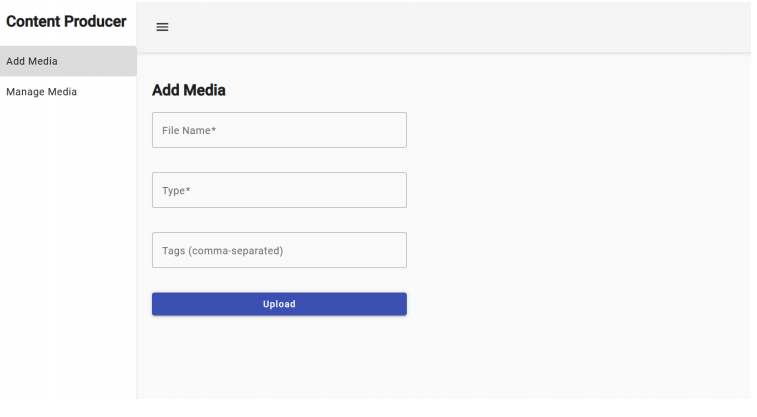 Content Producer
Add Media
Manage Media
Add Media
File Name*
Type*
Tags (comma-separated)
Upload